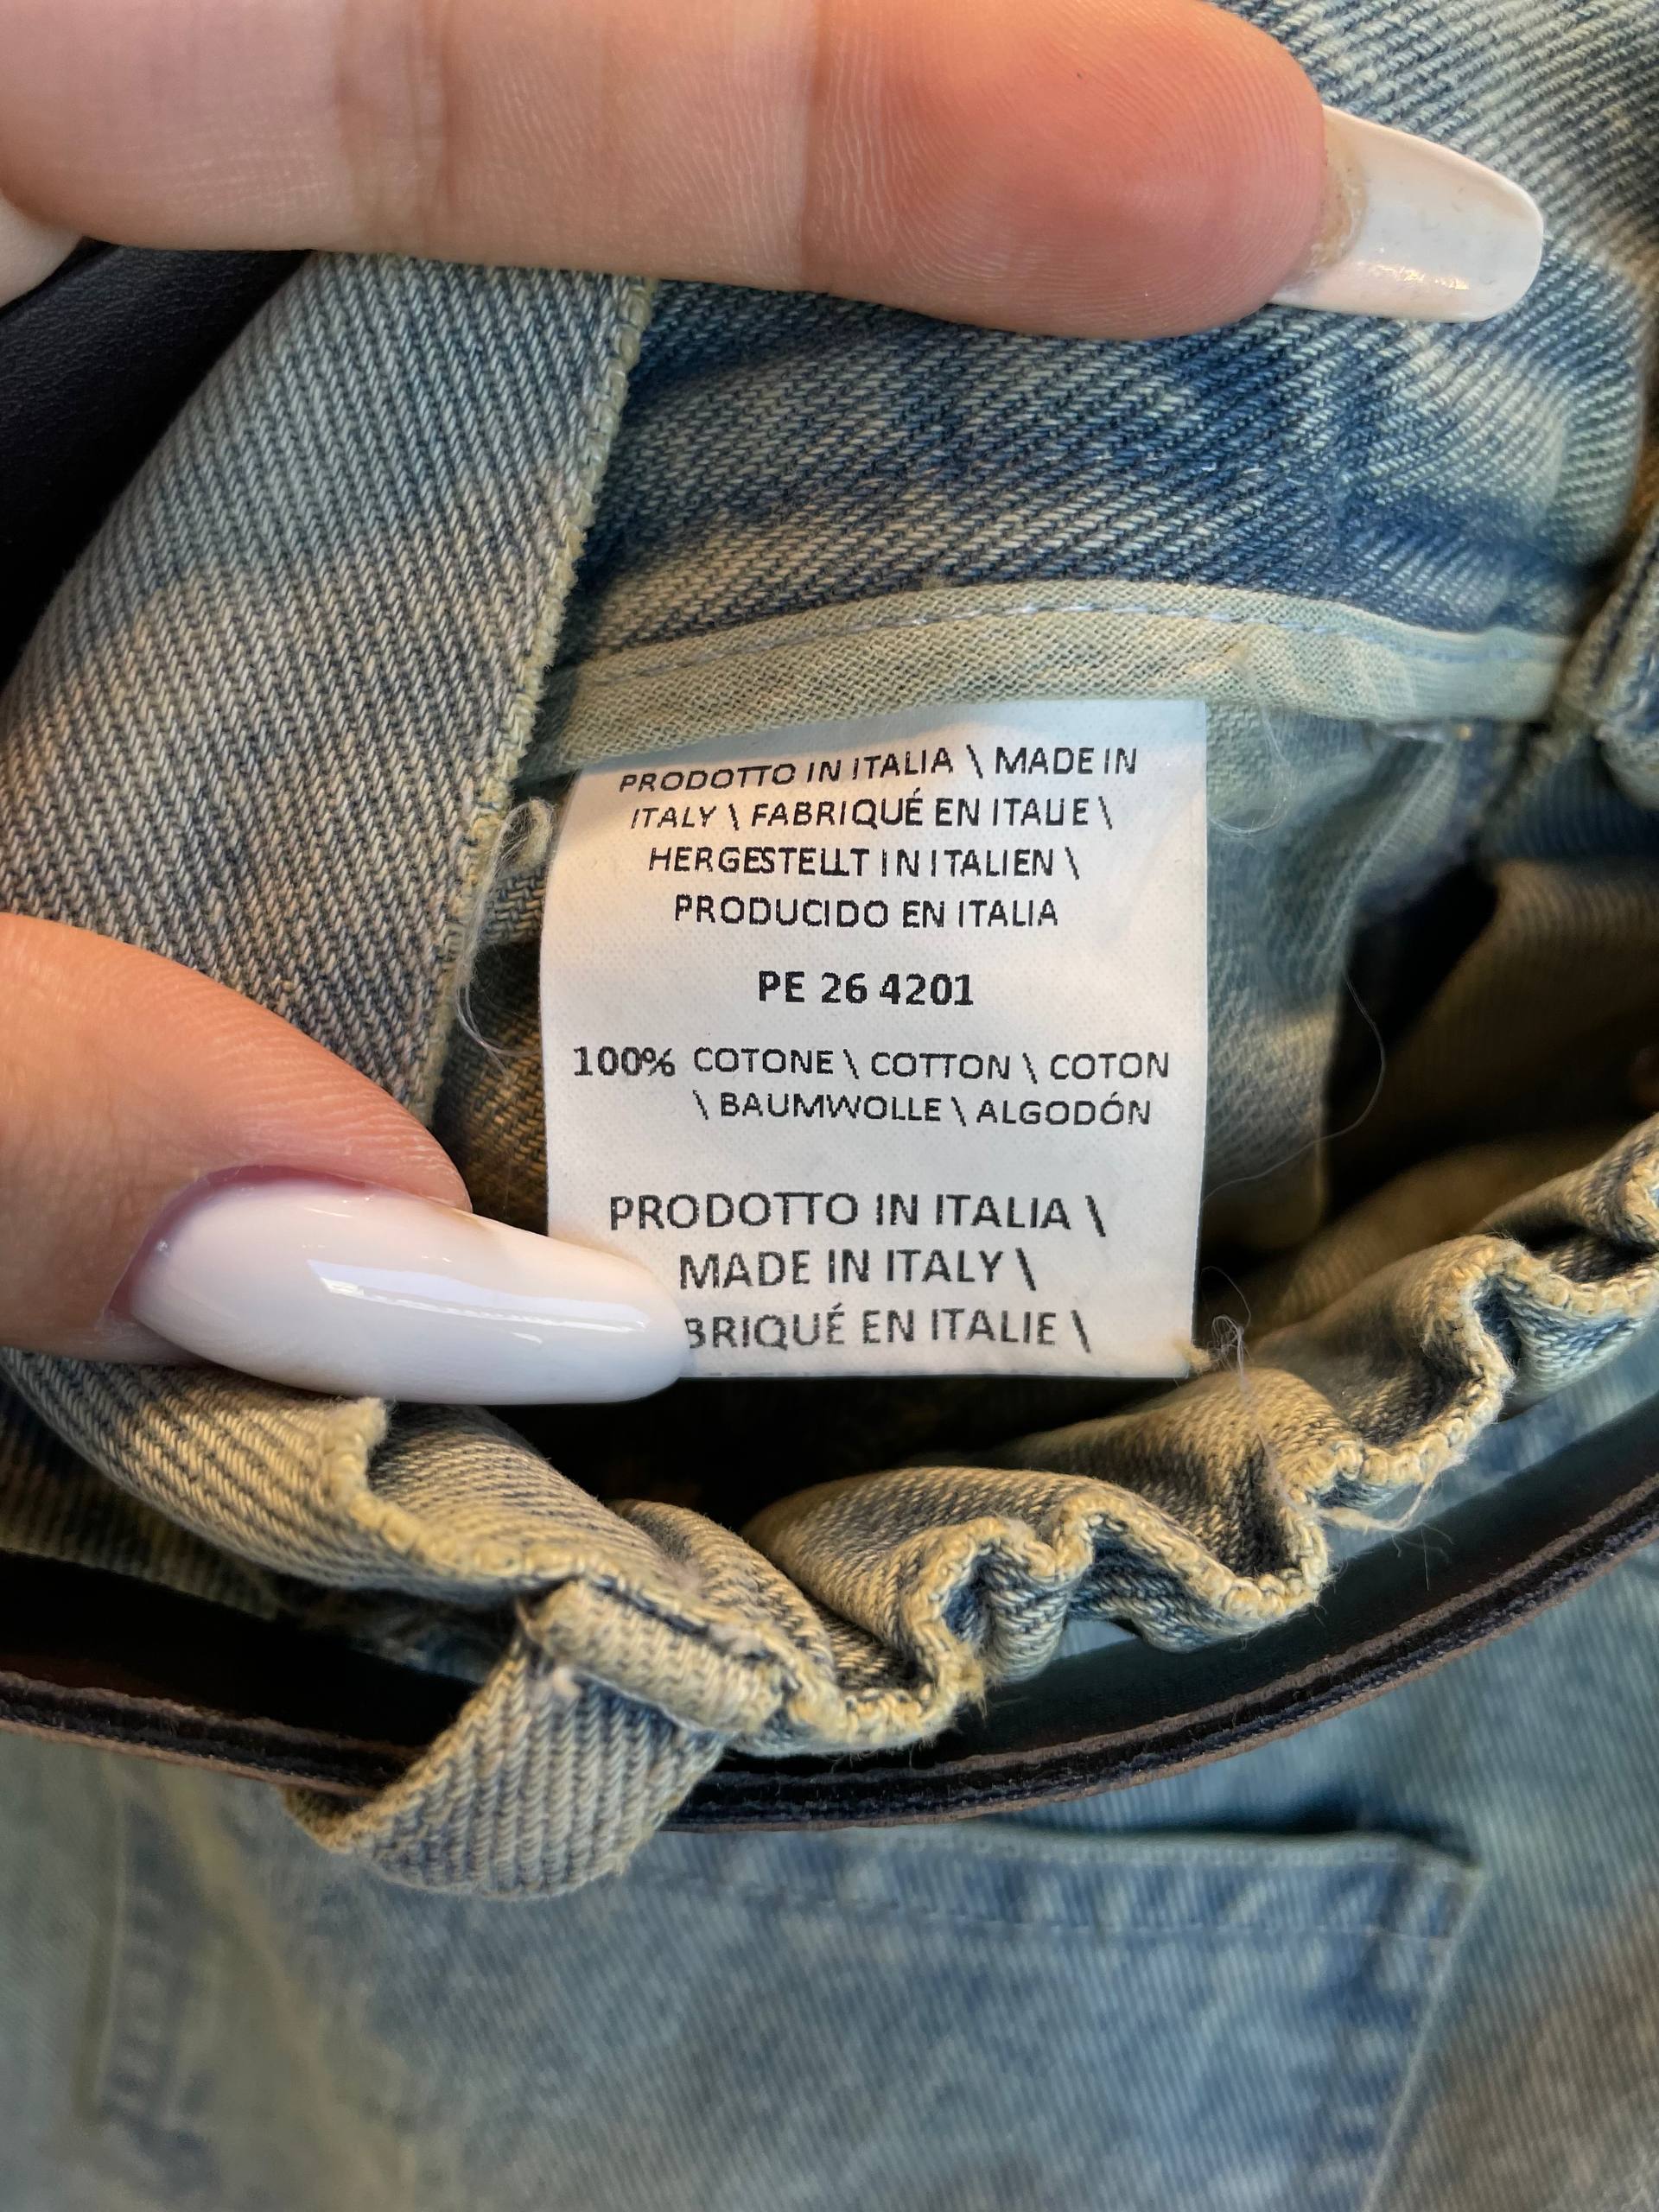 PRODOTTO IN ITALIA \ MADE IN
ITALY \ FABRIQUÉ EN ITALIE \
HERGESTELLT IN ITALIEN \
PRODUCIDO EN ITALIA
PE 26 4201
100% COTONE \ COTTON \ COTON
\ BAUMWOLLE \ ALGODÓN
PRODOTTO IN ITALIA \
MADE IN ITALY \
BRIQUÉ EN ITALIE \